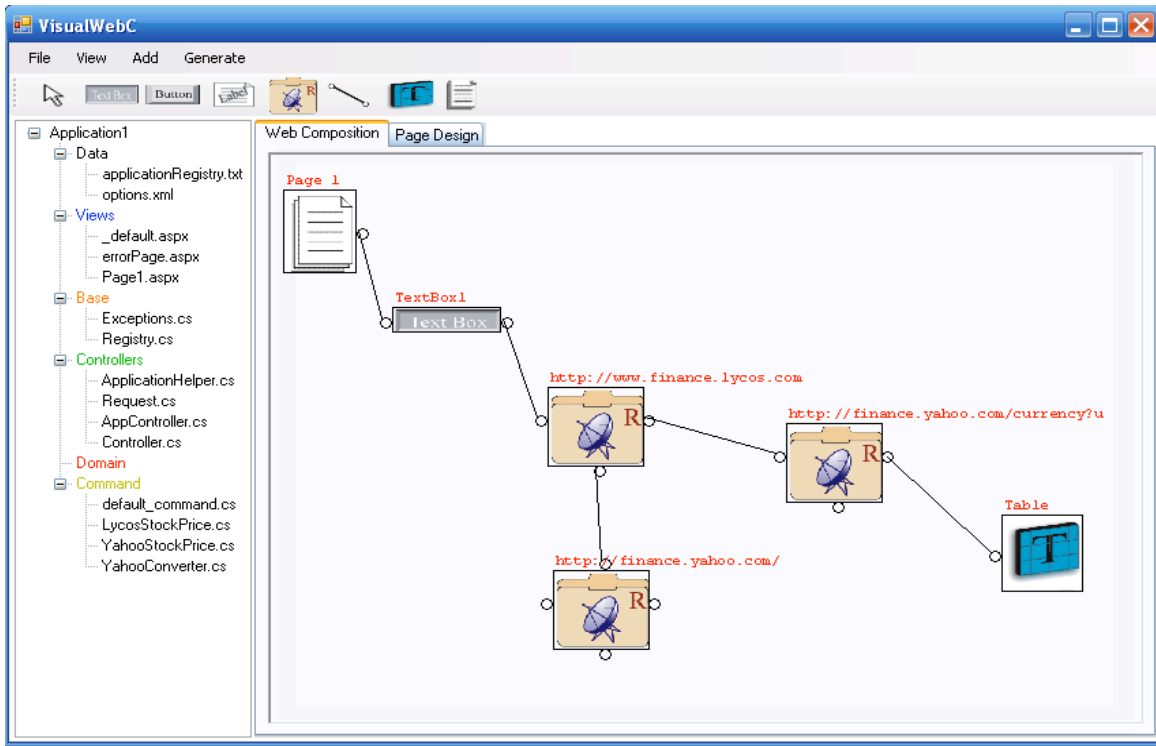 VisualWebC
File View Add Generate
Text Box Button Label R T
Application1
Data
applicationRegistry.txt
options.xml
Views
_default.aspx
errorPage.aspx
Page1.aspx
Base
Exceptions.cs
Registry.cs
Controllers
ApplicationHelper.cs
Request.cs
AppController.cs
Controller.cs
Domain
Command
default_command.cs
LycosStockPrice.cs
YahooStockPrice.cs
YahooConverter.cs
Web Composition Page Design
Page 1
TextBox1
Text Box
http://www.finance.lycos.com
R
http://finance.yahoo.com/currency?u
R
Table
T
http://finance.yahoo.com/
R